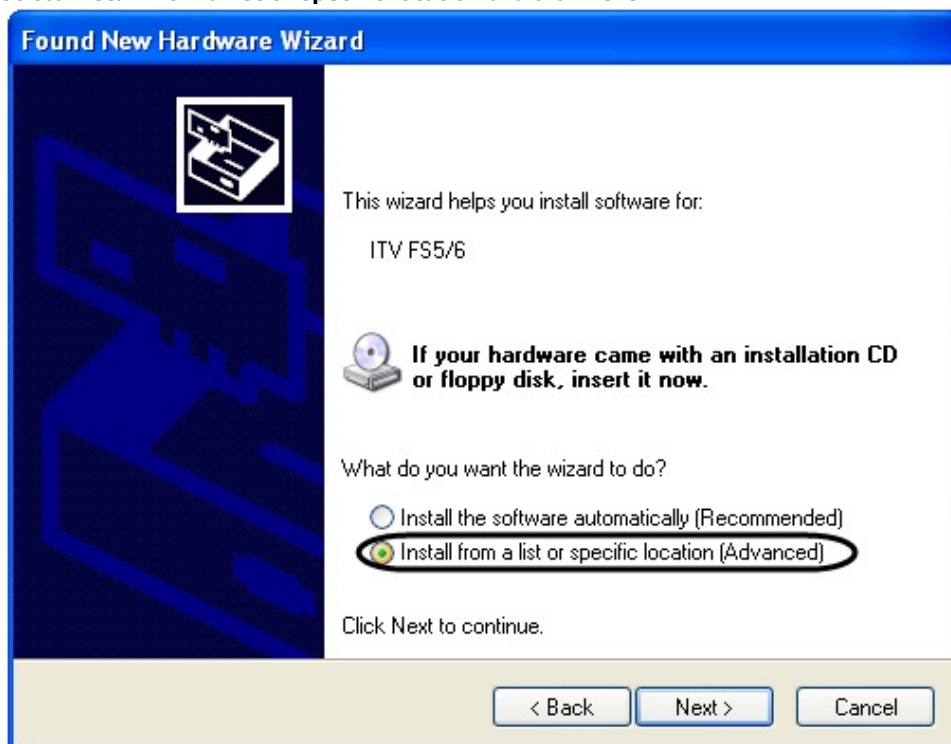 Found New Hardware Wizard
This wizard helps you install software for:
ITV FS5/6
If your hardware came with an installation CD
or floppy disk, insert it now.
What do you want the wizard to do?
Install the software automatically (Recommended)
Install from a list or specific location (Advanced)
Click Next to continue.
< Back
Next >
Cancel